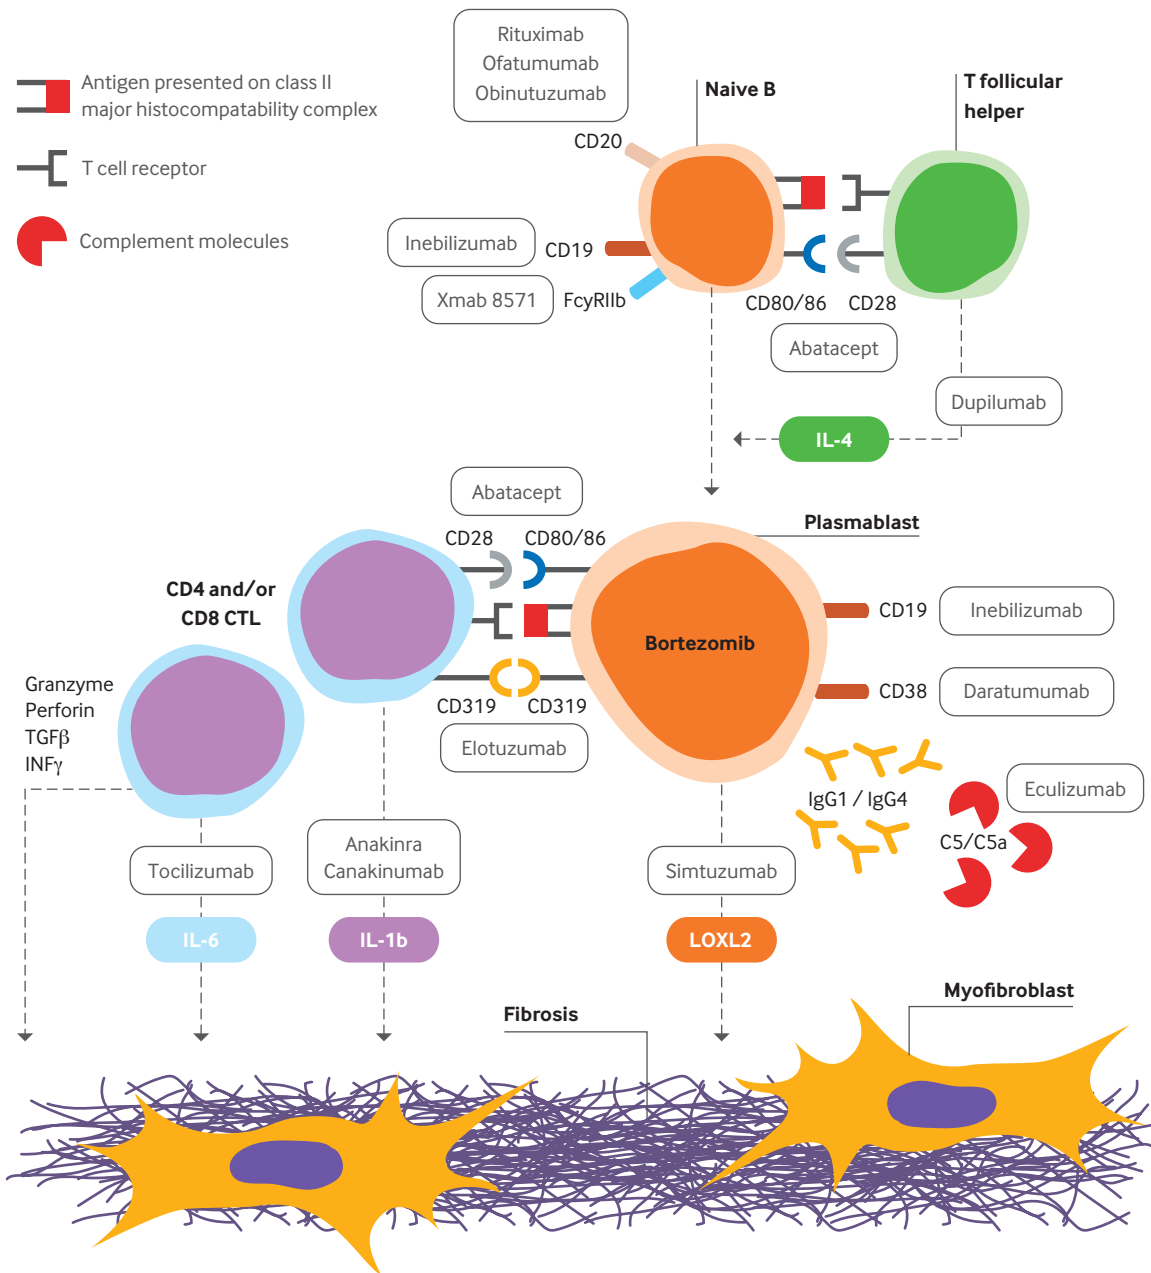 Rituximab
Ofatumumab
Obinutuzumab
Antigen presented on class II
major histocompatability complex
T cell receptor
Complement molecules
Naive B
T follicular
helper
CD20
Inebilizumab
CD19
Xmab 8571
FcyRIIb
CD80/86
CD28
Abatacept
Dupilumab
IL-4
Abatacept
CD28
CD80/86
Plasmablast
CD4 and/or
CD8 CTL
Bortezomib
CD19
Inebilizumab
CD38
Daratumumab
CD319
CD319
Elotuzumab
Granzyme
Perforin
TGFβ
INFγ
IgG1 / IgG4
Eculizumab
C5/C5a
Tocilizumab
Anakinra
Canakinumab
Simtuzumab
IL-6
IL-1b
LOXL2
Fibrosis
Myofibroblast